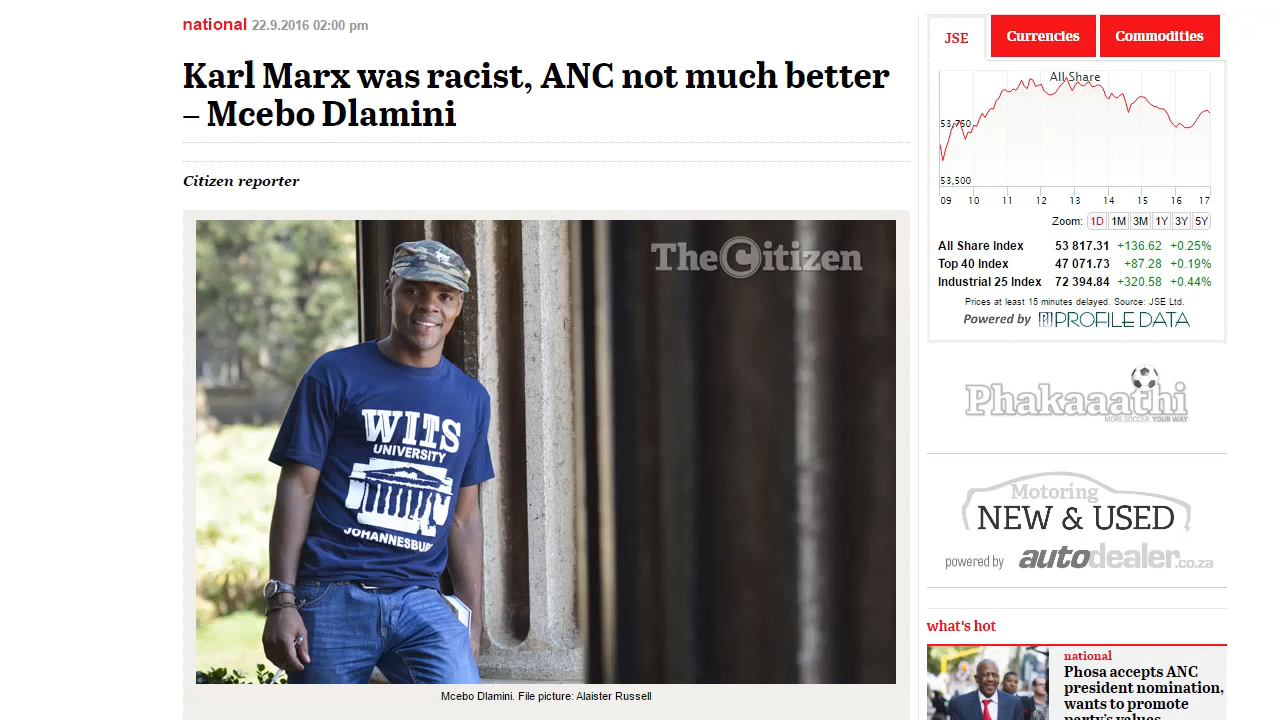 national 22.9.2016 02:00 pm
Karl Marx was racist, ANC not much better
– Mcebo Dlamini
Citizen reporter
The Citizen
WITS
UNIVERSITY
JOHANNESBU
Mcebo Dlamini. File picture: Alaister Russell
JSE Currencies Commodities
All Share
53,750
53,500
09 10 11 12 13 14 15 16 17
Zoom: 1D 1M 3M 1Y 3Y 5Y
All Share Index 53 817.31 +136.62 +0.25%
Top 40 Index 47 071.73 +87.28 +0.19%
Industrial 25 Index 72 394.84 +320.58 +0.44%
Prices at least 15 minutes delayed. Source: JSE Ltd.
Powered by PROFILE DATA
Phakaaathi
MORE SOCCER, YOUR WAY
Motoring
NEW & USED
powered by autodealer.co.za
what's hot
national
Phosa accepts ANC
president nomination,
wants to promote
party's values